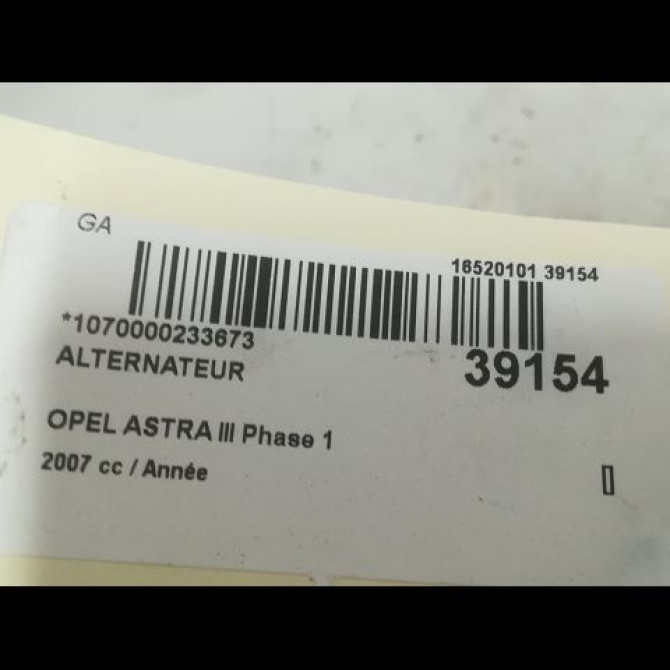 GA
16520101 39154
*1070000233673
39154
ALTERNATEUR
OPEL ASTRA III Phase 1
2007 cc / Année
[]